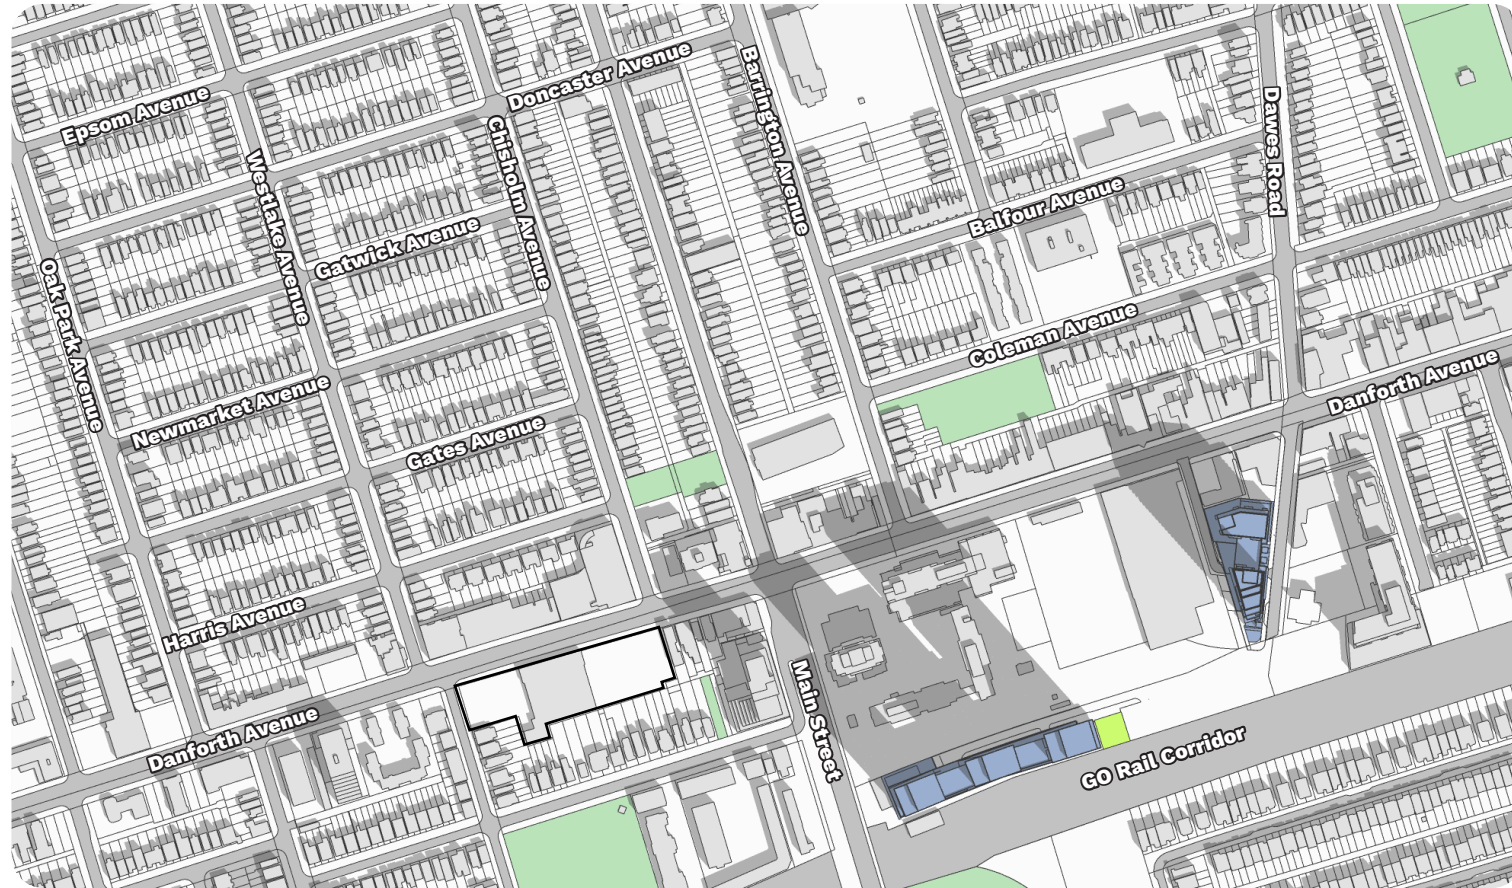 Epsom Avenue
Doncaster Avenue
Barrington Avenue
Dawes Road
Chisholm Avenue
Westlake Avenue
Gatwick Avenue
Balfour Avenue
Oak Park Avenue
Coleman Avenue
Newmarket Avenue
Gates Avenue
Danforth Avenue
Harris Avenue
Danforth Avenue
Main Street
GO Rail Corridor